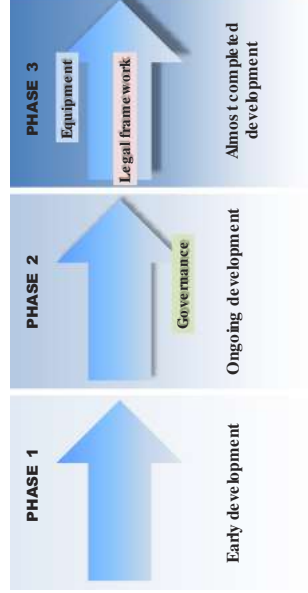 PHASE 1
Early development
PHASE 2
Governance
Ongoing development
PHASE 3
Equipment
Legal framework
Almost completed
development